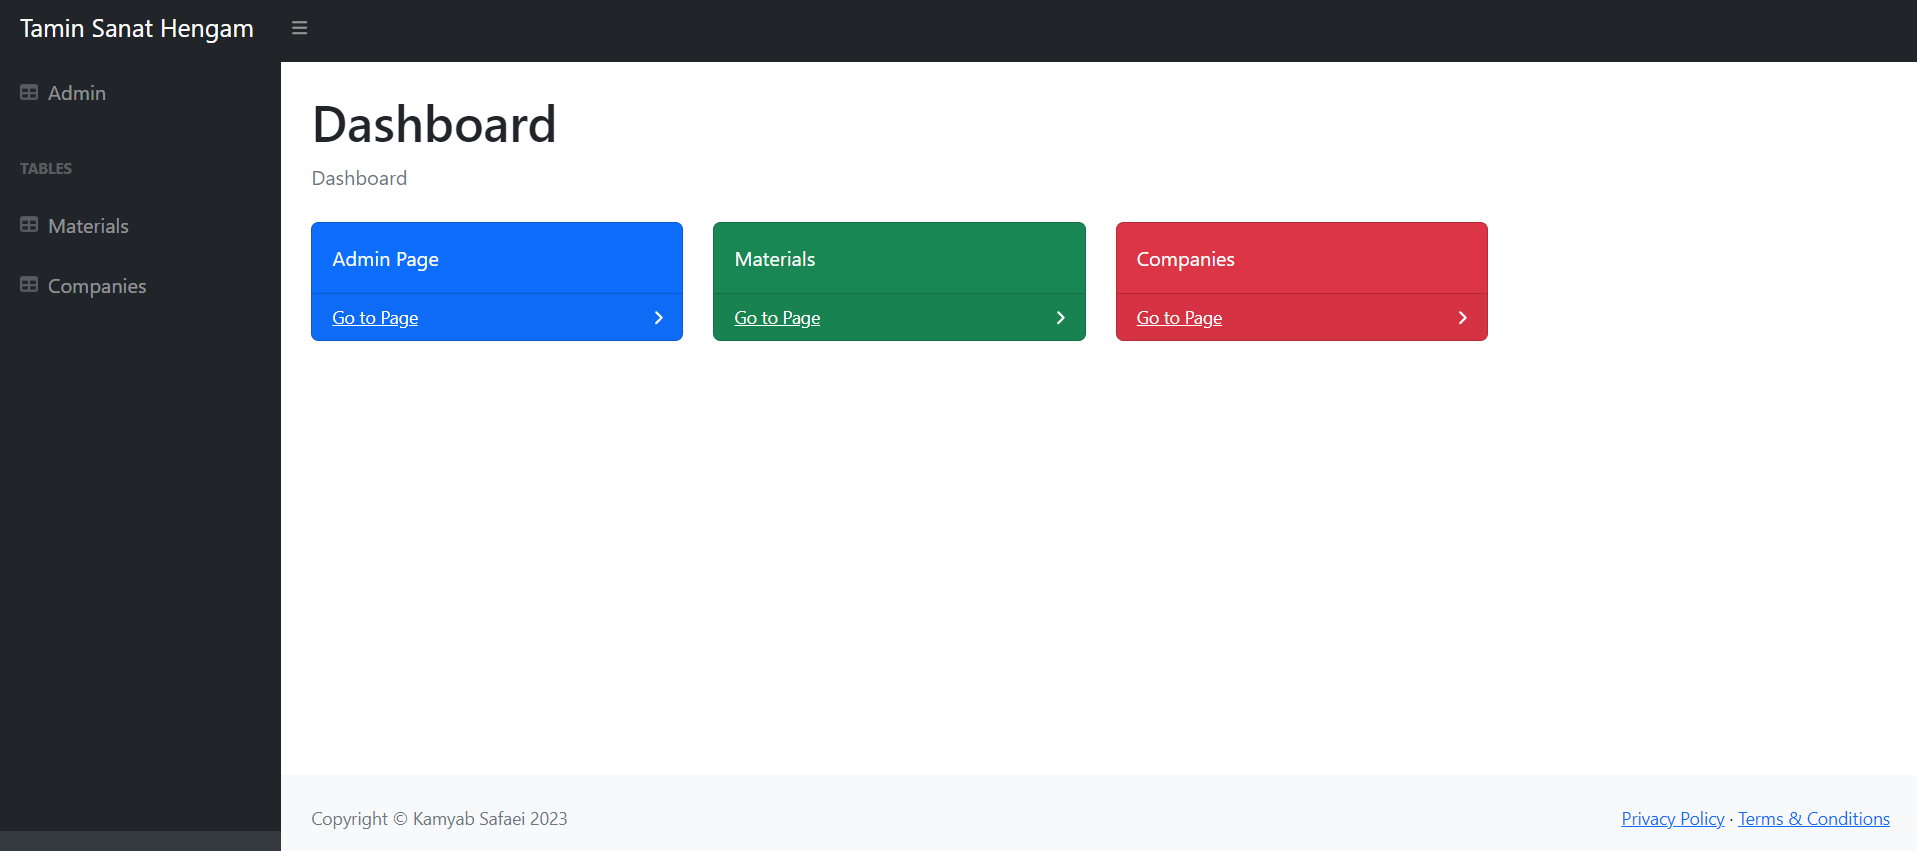 Tamin Sanat Hengam
Admin
TABLES
Materials
Companies
Dashboard
Dashboard
Admin Page
Go to Page
Materials
Go to Page
Companies
Go to Page
Copyright © Kamyab Safaei 2023
Privacy Policy · Terms & Conditions